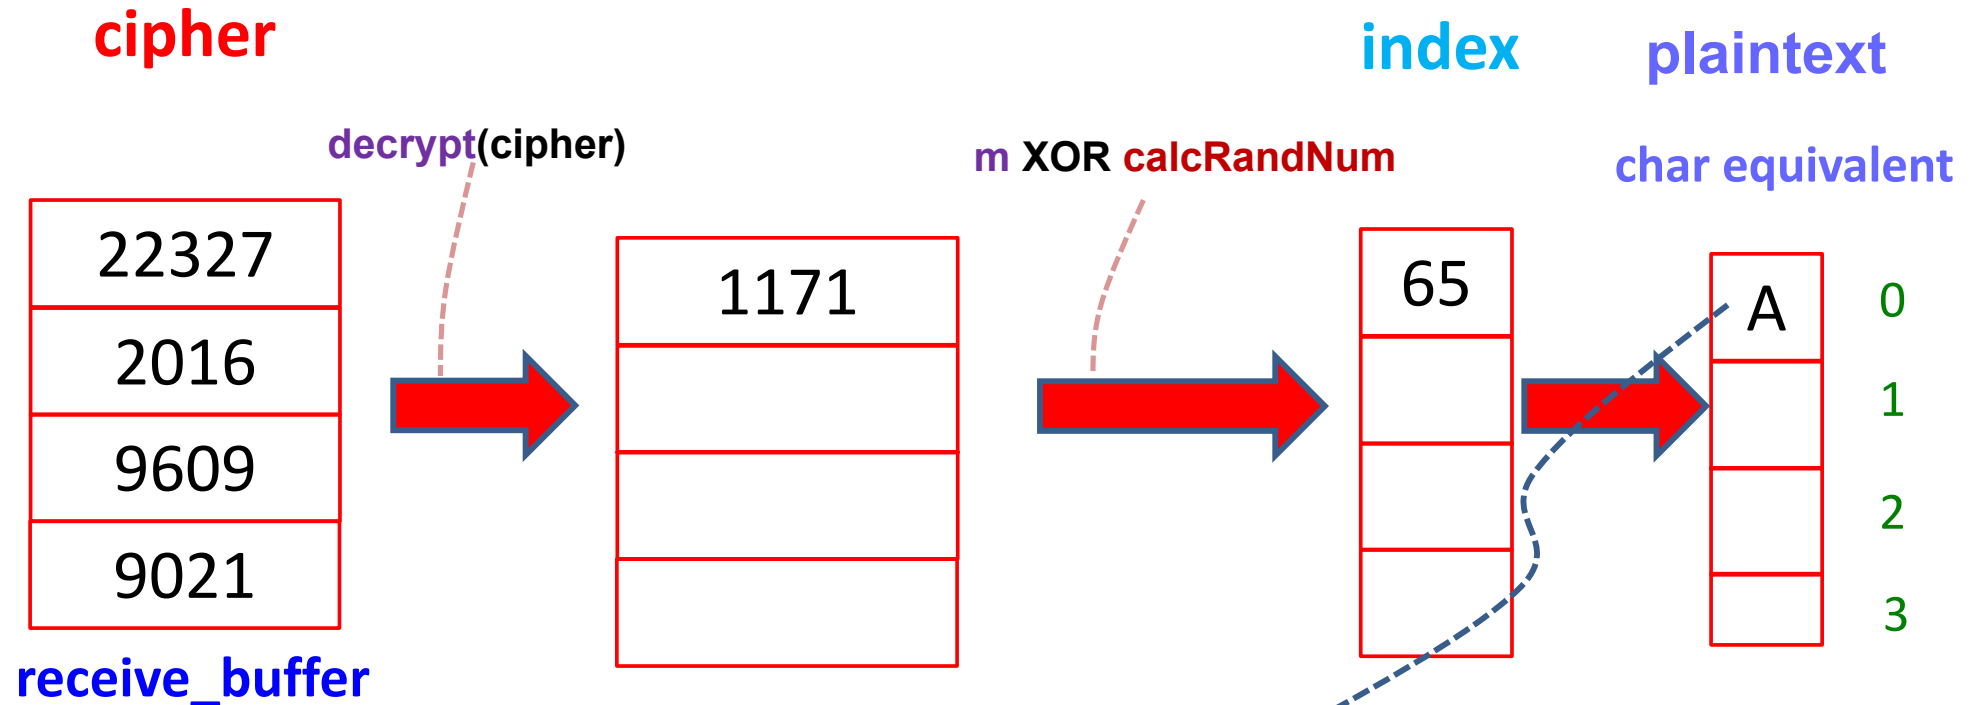 cipher
index
plaintext
decrypt(cipher)
m XOR calcRandNum
char equivalent
22327
2016
9609
9021
1171
65
A
0
1
2
3
receive_buffer